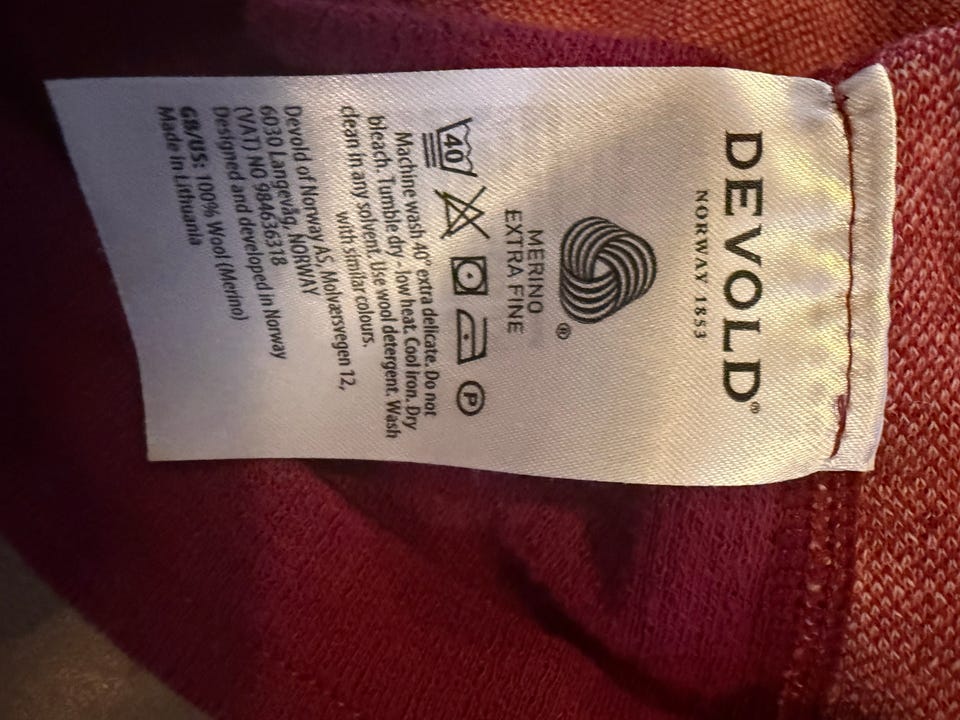 DEVOLD®
NORWAY 1853
®
MERINO
EXTRA FINE
40 P
Machine wash 40° extra delicate. Do not
bleach. Tumble dry - low heat. Cool iron. Dry
clean in any solvent. Use wool detergent. Wash
with similar colours.
Devold of Norway AS, Molværsvegen 12,
6030 Langevåg, NORWAY
(VAT) NO 984636318
Designed and developed in Norway
GB/US: 100% Wool (Merino)
Made in Lithuania